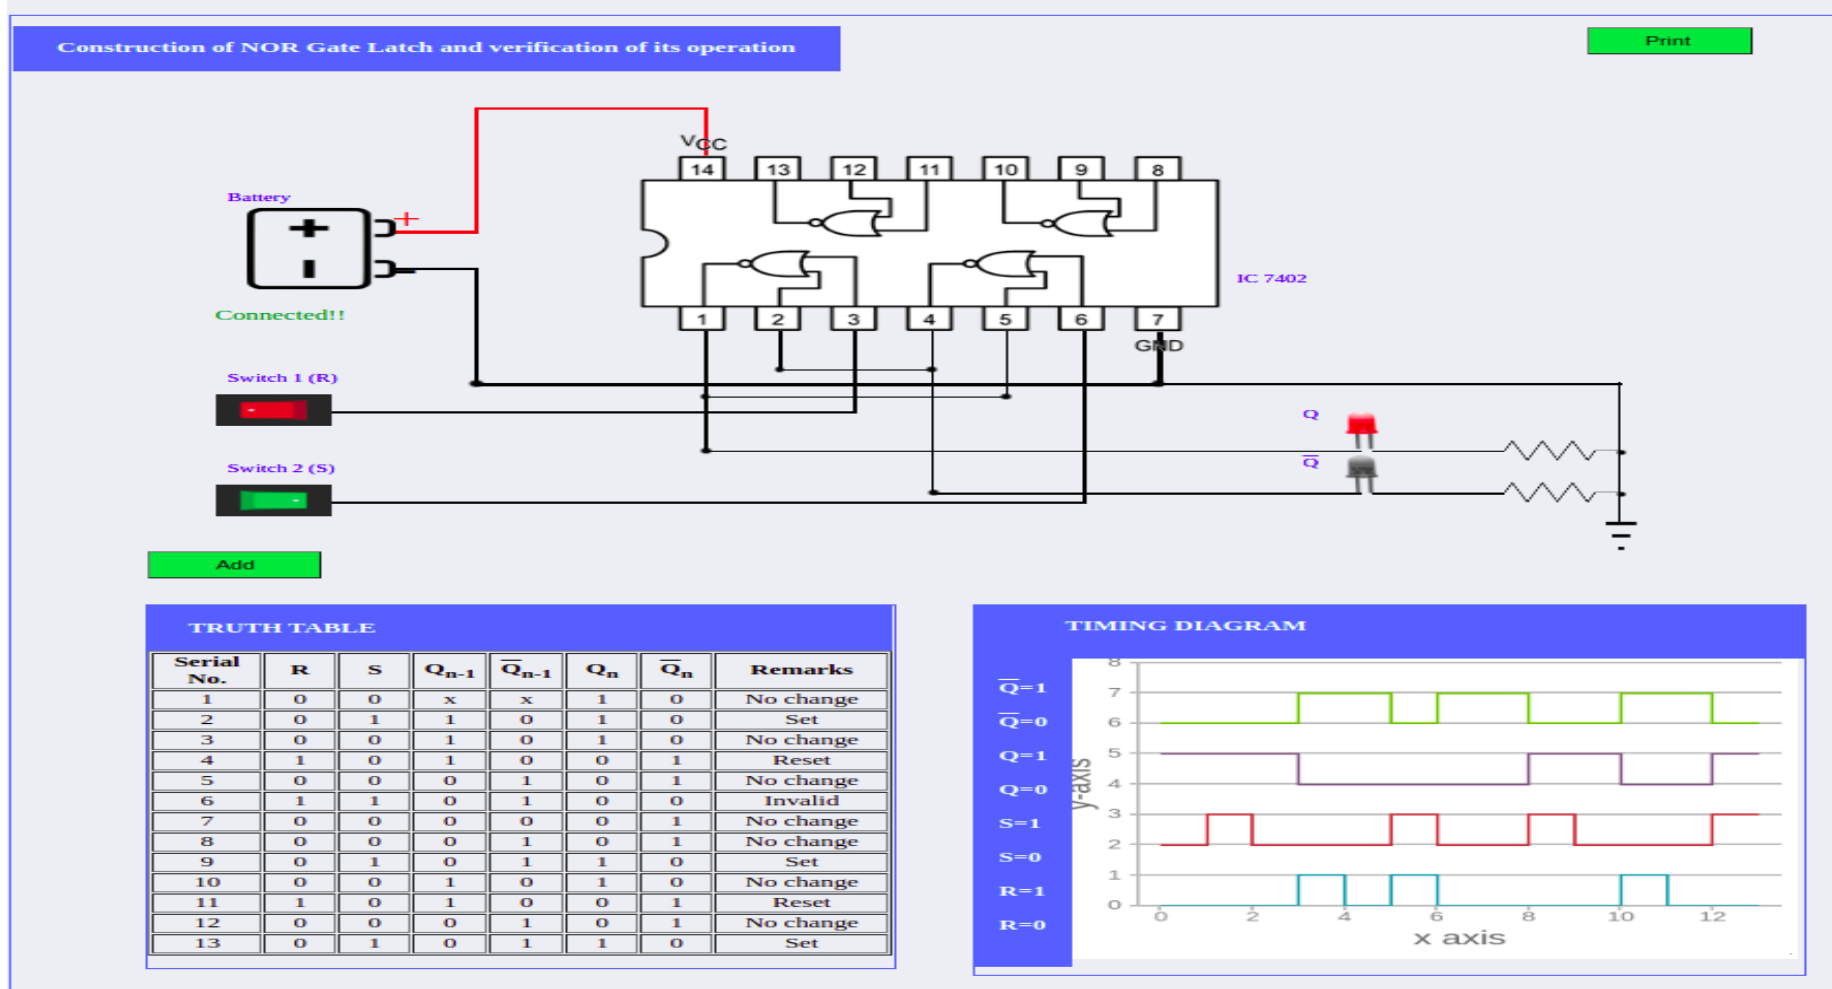 Construction of NOR Gate Latch and verification of its operation
Print
VCC
14 13 12 11 10 9 8
Battery
+
+
−
IC 7402
Connected!!
1 2 3 4 5 6 7
GND
Switch 1 (R)
Q
Switch 2 (S)
Q̅
Add
TRUTH TABLE
Serial No. R S Qn-1 Q̅n-1 Qn Q̅n Remarks
1 0 0 x x 1 0 No change
2 0 1 1 0 1 0 Set
3 0 0 1 0 1 0 No change
4 1 0 1 0 0 1 Reset
5 0 0 0 1 0 1 No change
6 1 1 0 1 0 0 Invalid
7 0 0 0 0 0 1 No change
8 0 0 0 1 0 1 No change
9 0 1 0 1 1 0 Set
10 0 0 1 0 1 0 No change
11 1 0 1 0 0 1 Reset
12 0 0 0 1 0 1 No change
13 0 1 0 1 1 0 Set
TIMING DIAGRAM
Q̅=1
Q̅=0
Q=1
Q=0
S=1
S=0
R=1
R=0
y-axis
8
7
6
5
4
3
2
1
0
0 2 4 6 8 10 12
x axis